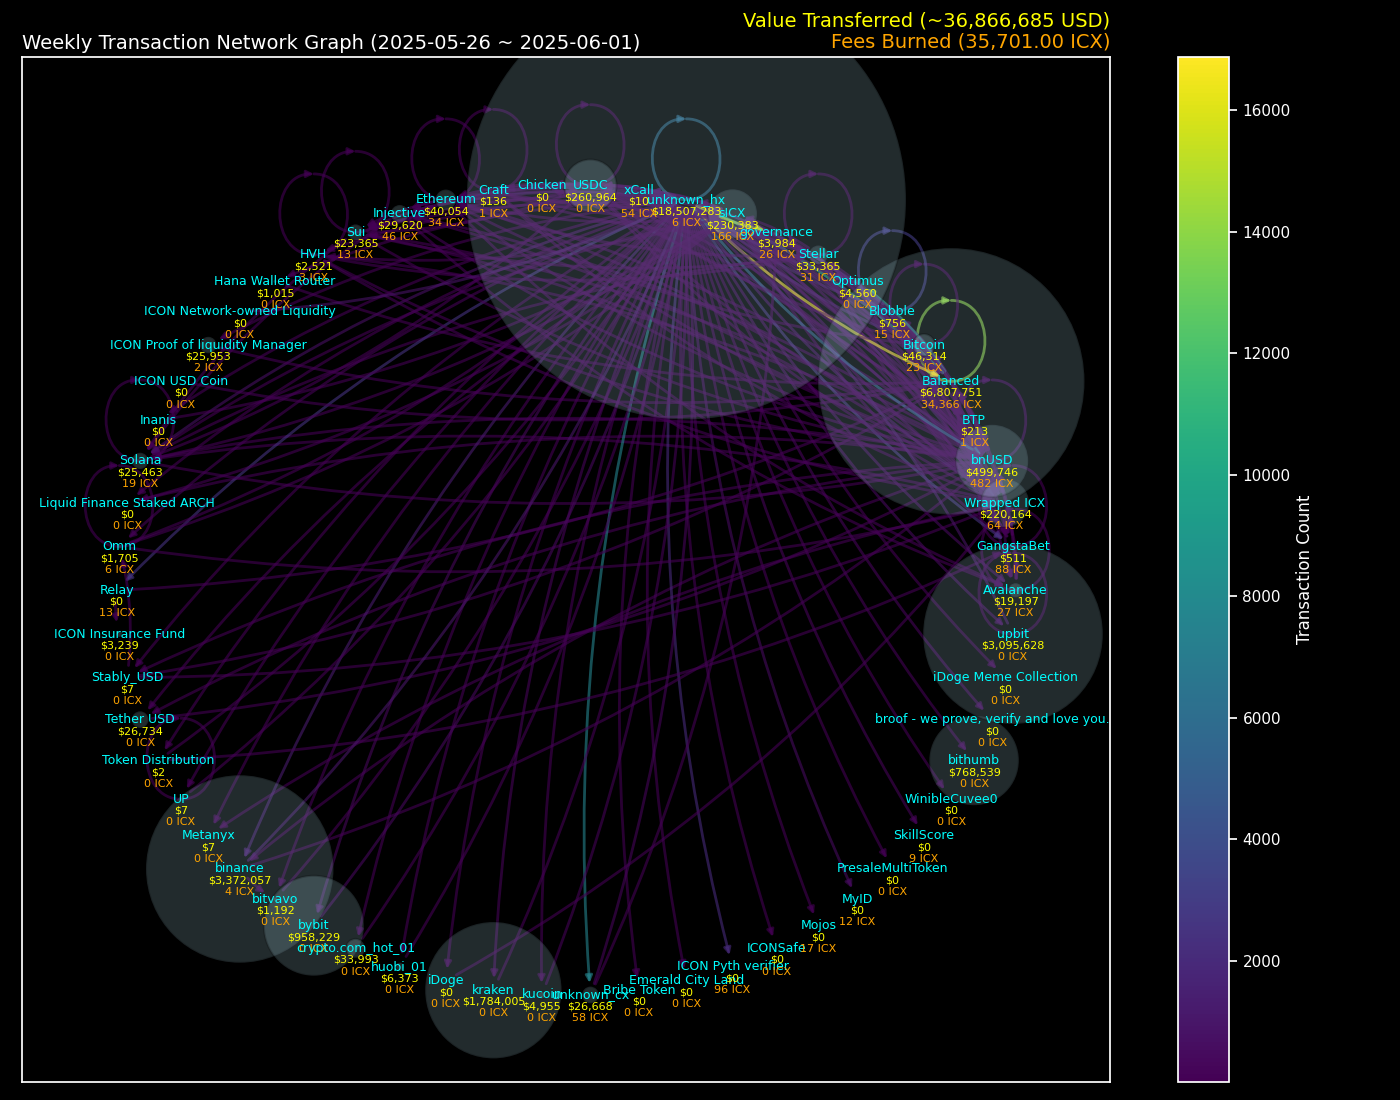 Value Transferred (~36,866,685 USD)
Weekly Transaction Network Graph (2025-05-26 ~ 2025-06-01)
Fees Burned (35,701.00 ICX)
Chicken
$0
0 ICX
USDC
$260,964
0 ICX
xCall
$10
54 ICX
unknown_hx
$18,507,283
6 ICX
sICX
$230,383
166 ICX
governance
$3,984
26 ICX
Stellar
$33,365
31 ICX
Optimus
$4,560
0 ICX
Blobble
$756
15 ICX
Bitcoin
$46,314
23 ICX
Balanced
$6,807,751
34,366 ICX
BTP
$213
1 ICX
bnUSD
$499,746
482 ICX
Wrapped ICX
$220,164
64 ICX
GangstaBet
$511
88 ICX
Avalanche
$19,197
27 ICX
upbit
$3,095,628
0 ICX
iDoge Meme Collection
$0
0 ICX
broof - we prove, verify and love you.
$0
0 ICX
bithumb
$768,539
0 ICX
WinibleCuvee0
$0
0 ICX
SkillScore
$0
9 ICX
PresaleMultiToken
$0
0 ICX
MyID
$0
12 ICX
Mojos
$0
17 ICX
ICONSafe
$0
0 ICX
ICON Pyth verifier
$0
96 ICX
Emerald City Land
$0
0 ICX
Bribe Token
$0
0 ICX
unknown_cx
$26,668
58 ICX
kucoin
$4,955
0 ICX
kraken
$1,784,005
0 ICX
iDoge
$0
0 ICX
huobi_01
$6,373
0 ICX
crypto.com_hot_01
$33,993
0 ICX
bybit
$958,229
bitvavo
$1,192
0 ICX
binance
$3,372,057
4 ICX
Metanyx
$7
0 ICX
UP
$7
0 ICX
Token Distribution
$2
0 ICX
Tether USD
$26,734
0 ICX
Stably_USD
$7
0 ICX
ICON Insurance Fund
$3,239
0 ICX
Relay
$0
13 ICX
Omm
$1,705
6 ICX
Liquid Finance Staked ARCH
$0
0 ICX
Solana
$25,463
19 ICX
Inanis
$0
0 ICX
ICON USD Coin
$0
0 ICX
ICON Proof of liquidity Manager
$25,953
2 ICX
ICON Network-owned Liquidity
$0
0 ICX
Hana Wallet Router
$1,015
0 ICX
HVH
$2,521
3 ICX
Sui
$23,365
13 ICX
Injective
$29,620
46 ICX
Ethereum
$40,054
34 ICX
Craft
$136
1 ICX
16000
14000
12000
10000
8000
6000
4000
2000
Transaction Count